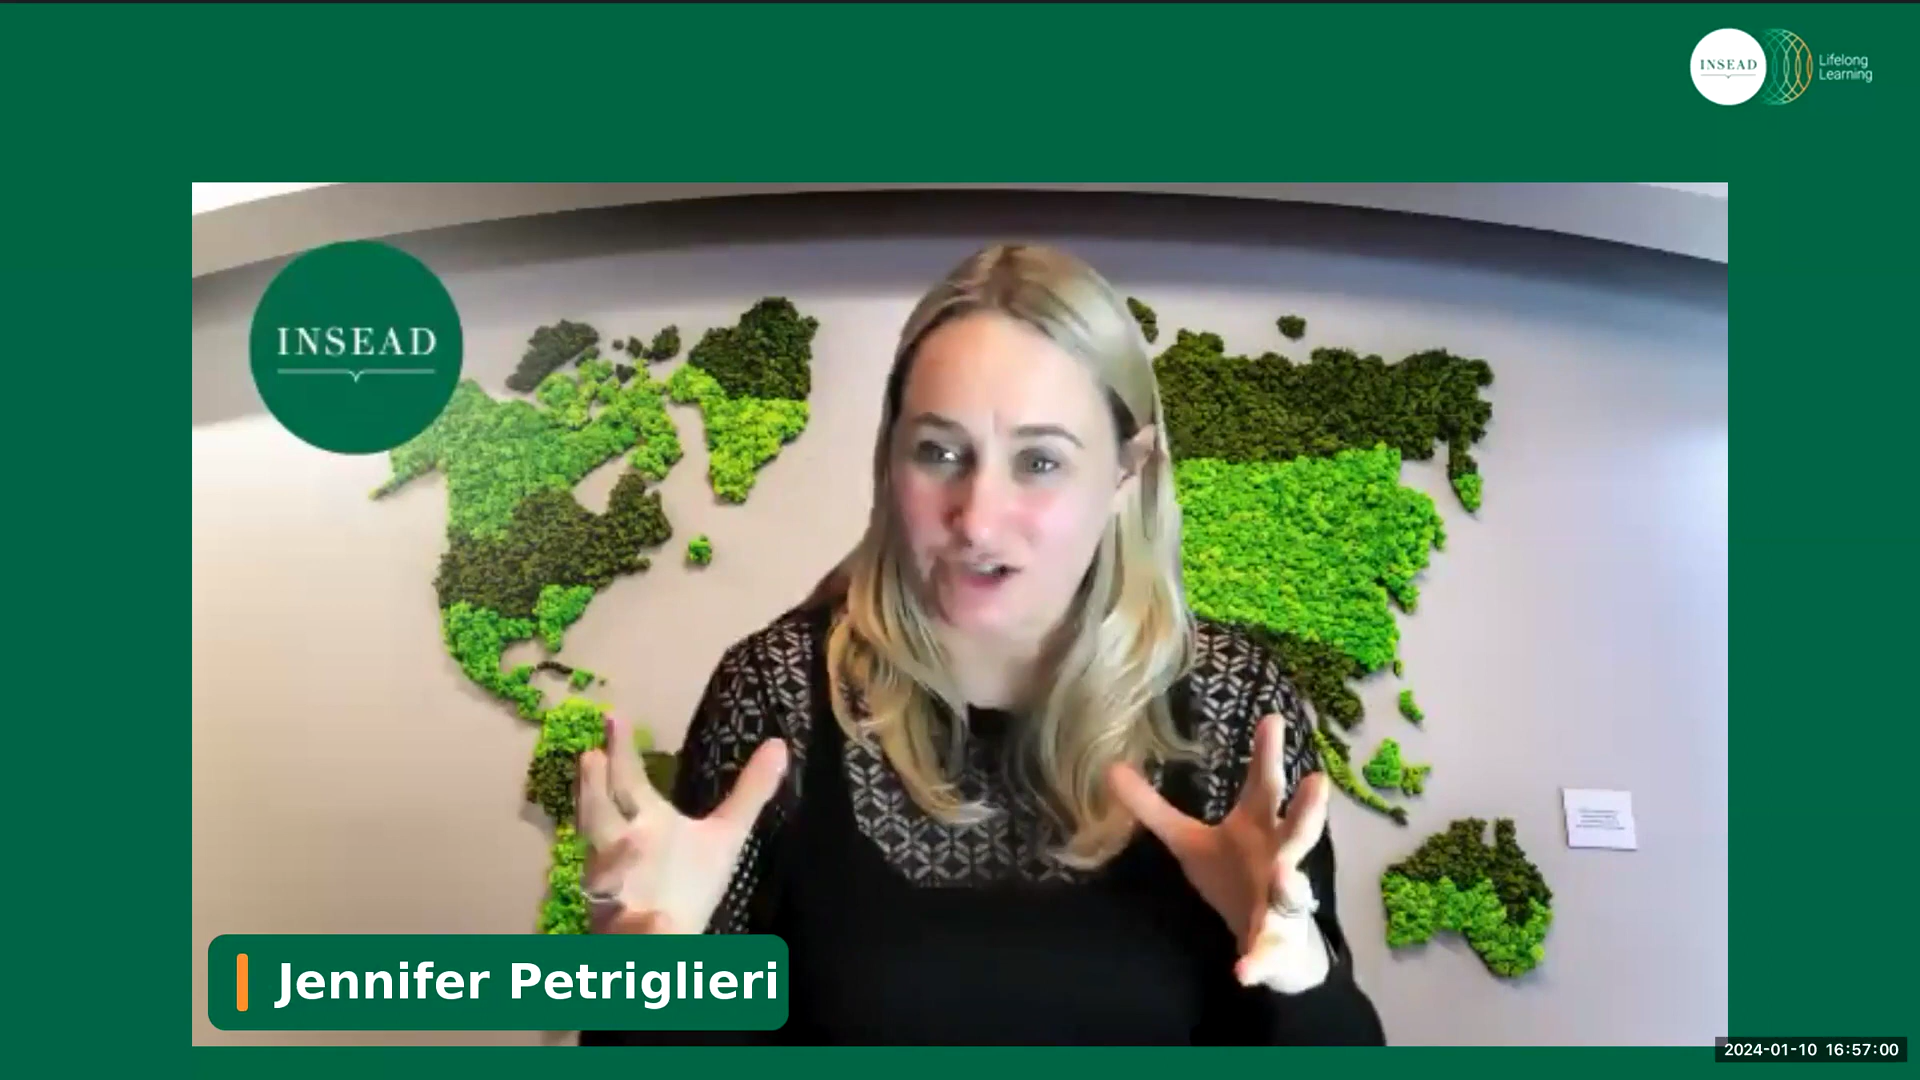 INSEAD
Lifelong
Learning
INSEAD
Jennifer Petriglieri
2024-01-10 16:57:00